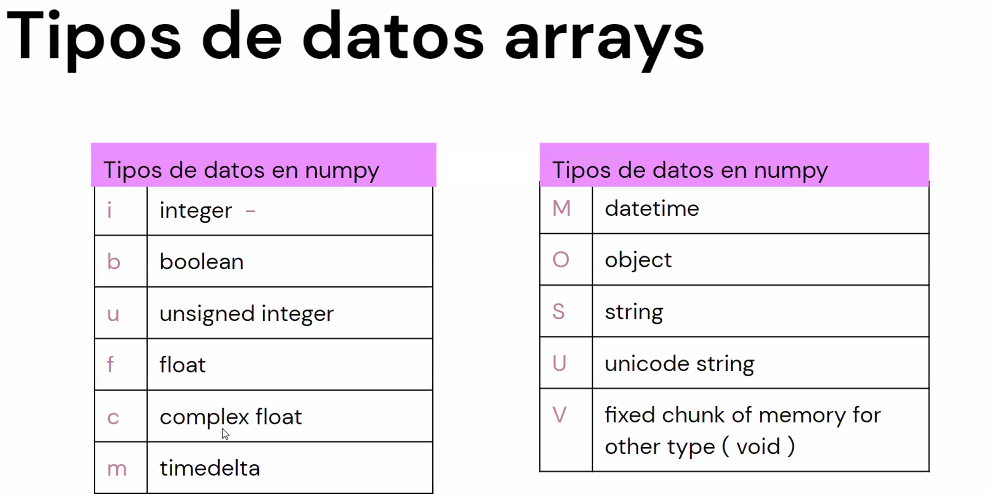 Tipos de datos arrays
Tipos de datos en numpy
i integer -
b boolean
u unsigned integer
f float
c complex float
m timedelta
Tipos de datos en numpy
M datetime
O object
S string
U unicode string
V fixed chunk of memory for
other type ( void )